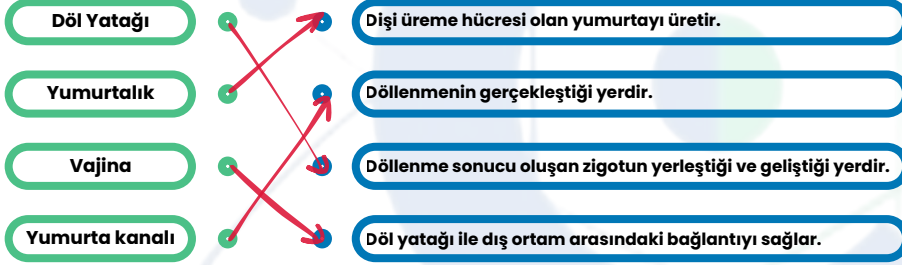 Döl Yatağı
Dişi üreme hücresi olan yumurtayı üretir.
Yumurtalık
Döllenmenin gerçekleştiği yerdir.
Vajina
Döllenme sonucu oluşan zigotun yerleştiği ve geliştiği yerdir.
Yumurta kanalı
Döl yatağı ile dış ortam arasındaki bağlantıyı sağlar.